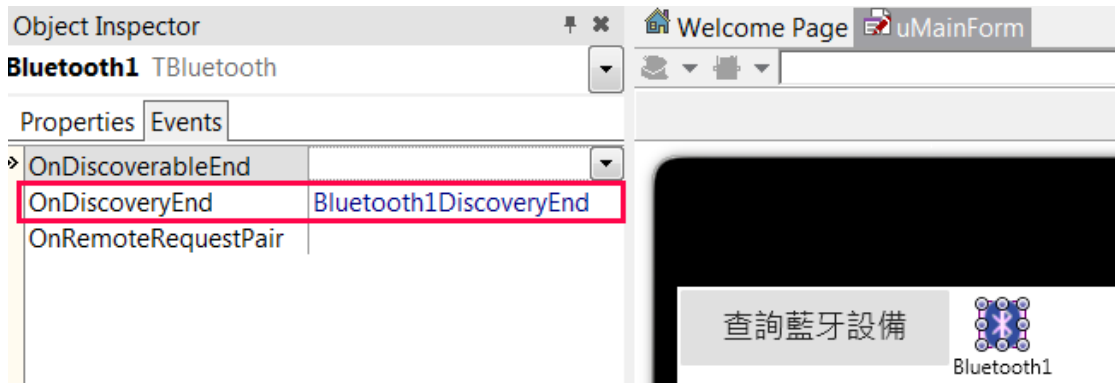 Object Inspector
Bluetooth1 TBluetooth
Properties Events
OnDiscoverableEnd
OnDiscoveryEnd Bluetooth1DiscoveryEnd
OnRemoteRequestPair
Welcome Page uMainForm
查詢藍牙設備
Bluetooth1